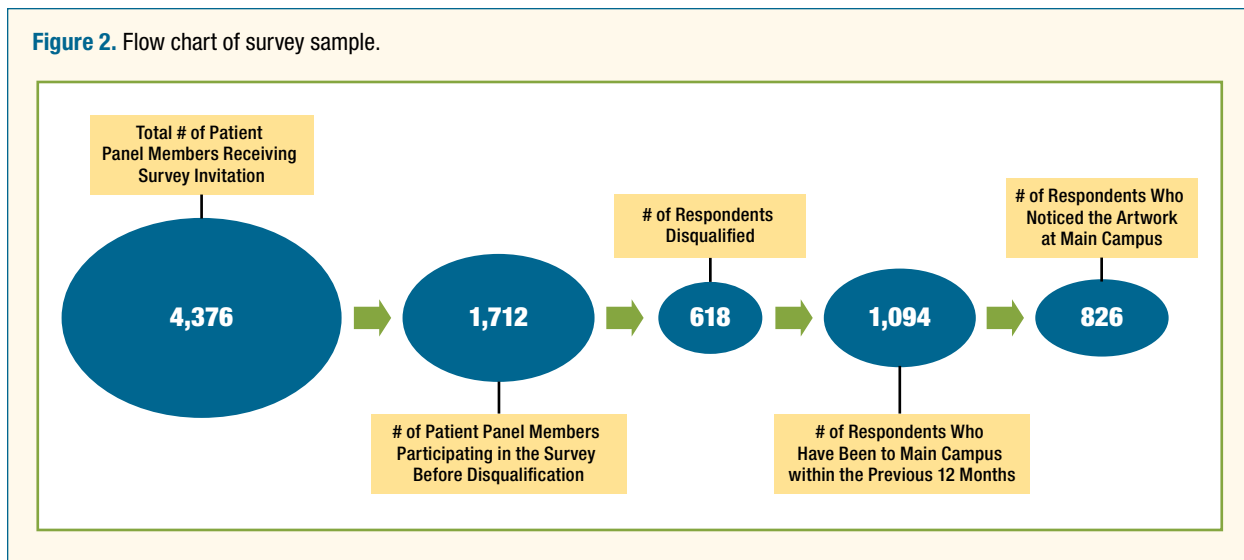 Figure 2. Flow chart of survey sample.
Total # of Patient
Panel Members Receiving
Survey Invitation
4,376
1,712
# of Patient Panel Members
Participating in the Survey
Before Disqualification
# of Respondents
Disqualified
618
1,094
# of Respondents Who
Have Been to Main Campus
within the Previous 12 Months
# of Respondents Who
Noticed the Artwork
at Main Campus
826